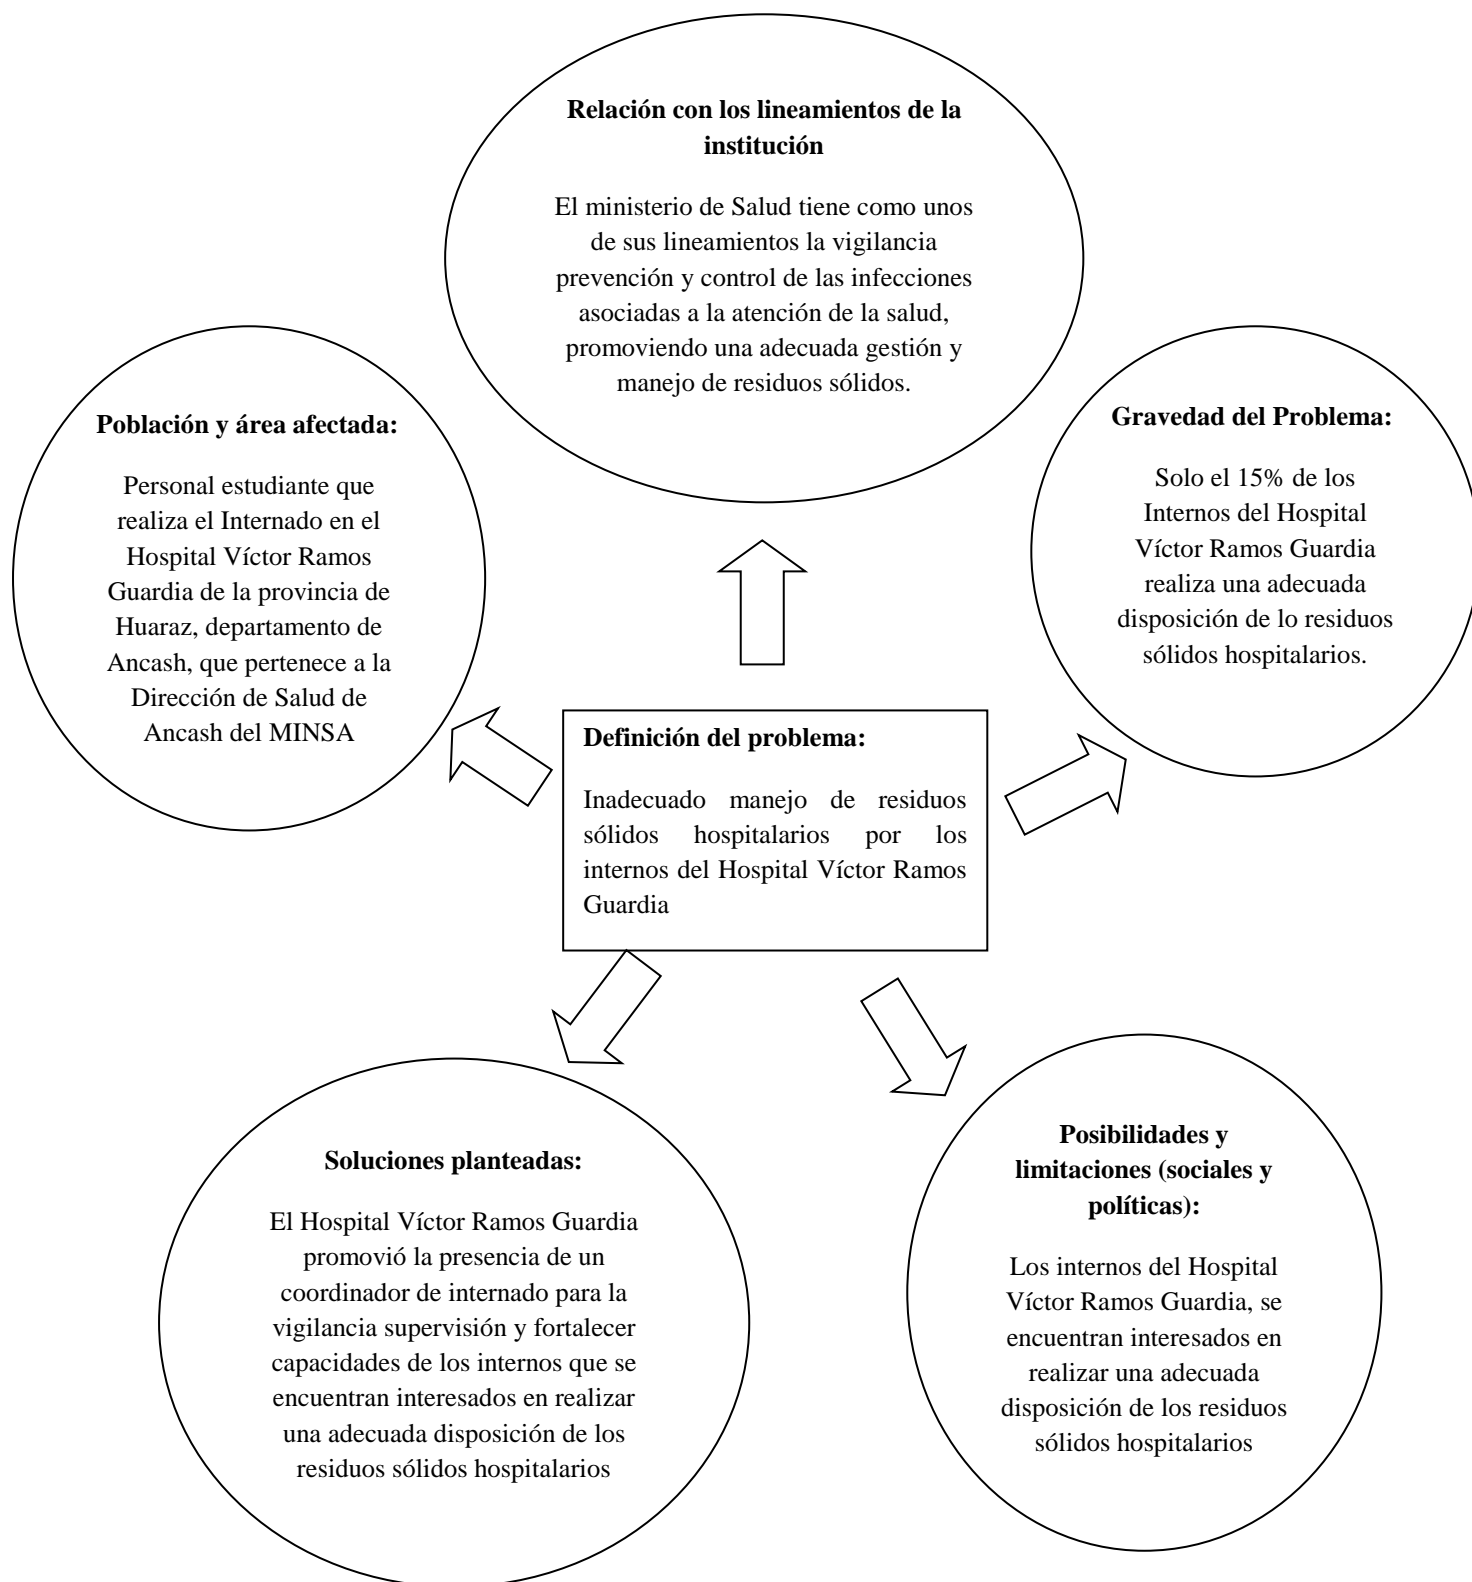 Relación con los lineamientos de la
institución
El ministerio de Salud tiene como unos
de sus lineamientos la vigilancia
prevención y control de las infecciones
asociadas a la atención de la salud,
promoviendo una adecuada gestión y
manejo de residuos sólidos.
Población y área afectada:
Personal estudiante que
realiza el Internado en el
Hospital Víctor Ramos
Guardia de la provincia de
Huaraz, departamento de
Ancash, que pertenece a la
Dirección de Salud de
Ancash del MINSA
Gravedad del Problema:
Solo el 15% de los
Internos del Hospital
Víctor Ramos Guardia
realiza una adecuada
disposición de lo residuos
sólidos hospitalarios.
Definición del problema:
Inadecuado manejo de residuos
sólidos hospitalarios por los
internos del Hospital Víctor Ramos
Guardia
Soluciones planteadas:
El Hospital Víctor Ramos Guardia
promovió la presencia de un
coordinador de internado para la
vigilancia supervisión y fortalecer
capacidades de los internos que se
encuentran interesados en realizar
una adecuada disposición de los
residuos sólidos hospitalarios
Posibilidades y
limitaciones (sociales y
políticas):
Los internos del Hospital
Víctor Ramos Guardia, se
encuentran interesados en
realizar una adecuada
disposición de los residuos
sólidos hospitalarios